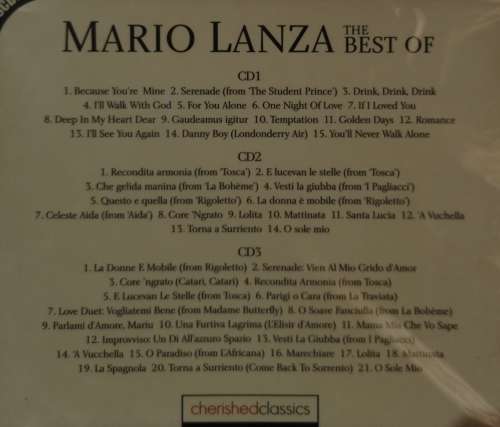 MARIO LANZA THE BEST OF
CD1
1. Because You're Mine 2. Serenade (from 'The Student Prince') 3. Drink, Drink, Drink
4. I'll Walk With God 5. For You Alone 6. One Night Of Love 7. If I Loved You
8. Deep In My Heart Dear 9. Gaudeamus igitur 10. Temptation 11. Golden Days 12. Romance
13. I'll See You Again 14. Danny Boy (Londonderry Air) 15. You'll Never Walk Alone
CD2
1. Recondita armonia (from 'Tosca') 2. E lucevan le stelle (from 'Tosca')
3. Che gelida manina (from 'La Bohème') 4. Vesti la giubba (from 'I Pagliacci')
5. Questo e quella (from 'Rigoletto') 6. La donna è mobile (from 'Rigoletto')
7. Celeste Aida (from 'Aida') 8. Core 'Ngrato 9. Lolita 10. Mattinata 11. Santa Lucia 12. 'A Vuchella
13. Torna a Surriento 14. O sole mio
CD3
1. La Donne E Mobile (from Rigoletto) 2. Serenade: Vien Al Mio Grido d'Amor
3. Core 'ngrato (Catari, Catari) 4. Recondita Armonia (from Tosca)
5. E Lucevan Le Stelle (from Tosca) 6. Parigi o Cara (from La Traviata)
7. Love Duet: Vogliatemi Bene (from Madame Butterfly) 8. O Soare Fanciulla (from La Bohème)
9. Parlami d'Amore, Mariu 10. Una Furtiva Lagrima (L'Elisir d'Amore) 11. Mama Mis Che Vo Sape
12. Improvviso: Un Di All'azzuro Spazio 13. Vesti La Giubba (from I Pagliacci)
14. 'A Vucchella 15. O Paradiso (from L'Africana) 16. Marechiare 17. Lolita 18. Mattinata
19. La Spagnola 20. Torna a Surriento (Come Back To Sorrento) 21. O Sole Mio
cherishedclassics